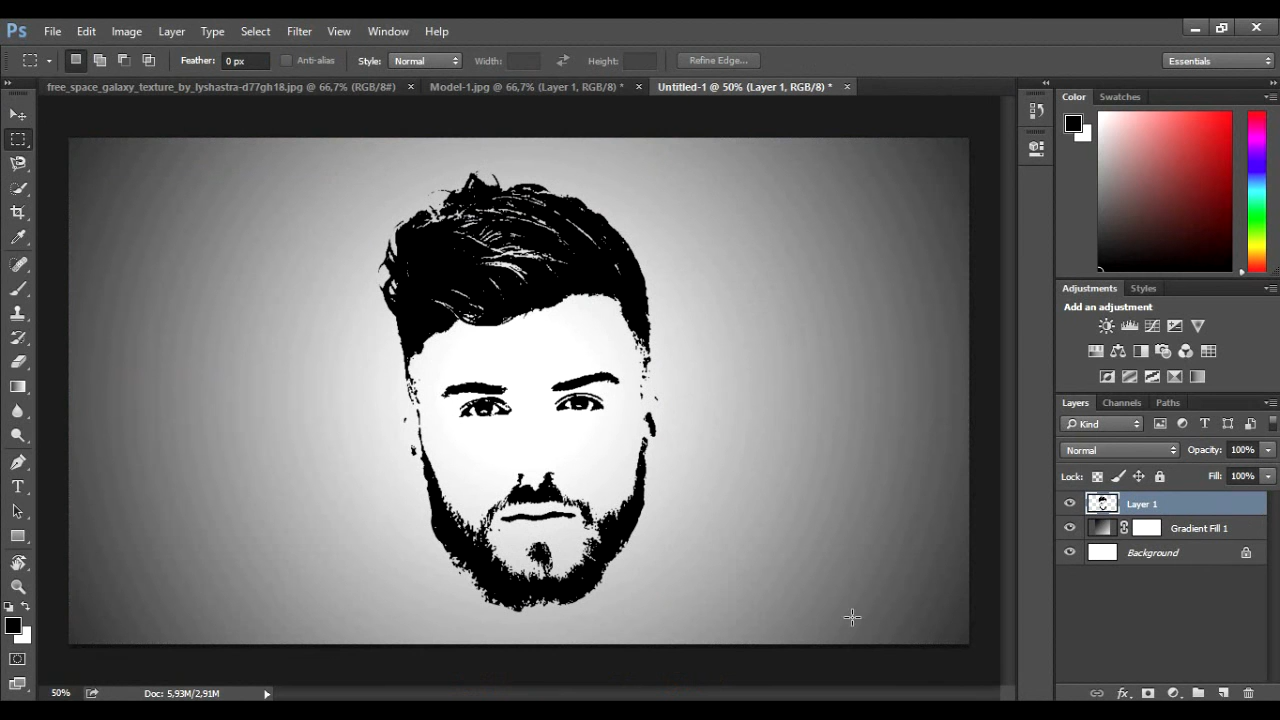 Ps File Edit Image Layer Type Select Filter View Window Help
Feather: 0 px Anti-alias Style: Normal Width: Height: Refine Edge... Essentials
free_space_galaxy_texture_by_lyshastra-d77gh18.jpg @ 66,7% (RGB/8#) × Model-1.jpg @ 66,7% (Layer 1, RGB/8) * × Untitled-1 @ 50% (Layer 1, RGB/8) * ×
Color Swatches
Adjustments Styles
Add an adjustment
Layers Channels Paths
Kind
Normal Opacity: 100%
Lock: Fill: 100%
Layer 1
Gradient Fill 1
Background
50% Doc: 5,93M/2,91M